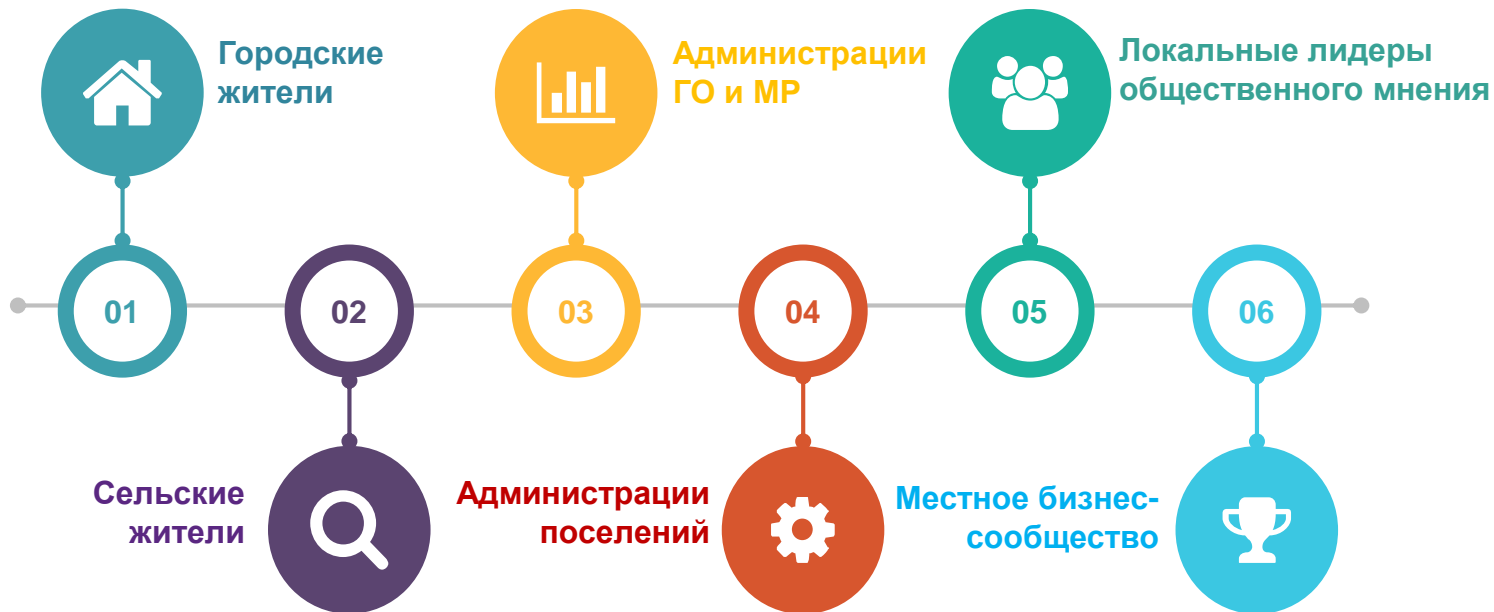 Городские
жители
Администрации
ГО и МР
Локальные лидеры
общественного мнения
01
02
03
04
05
06
Сельские
жители
Администрации
поселений
Местное бизнес-
сообщество